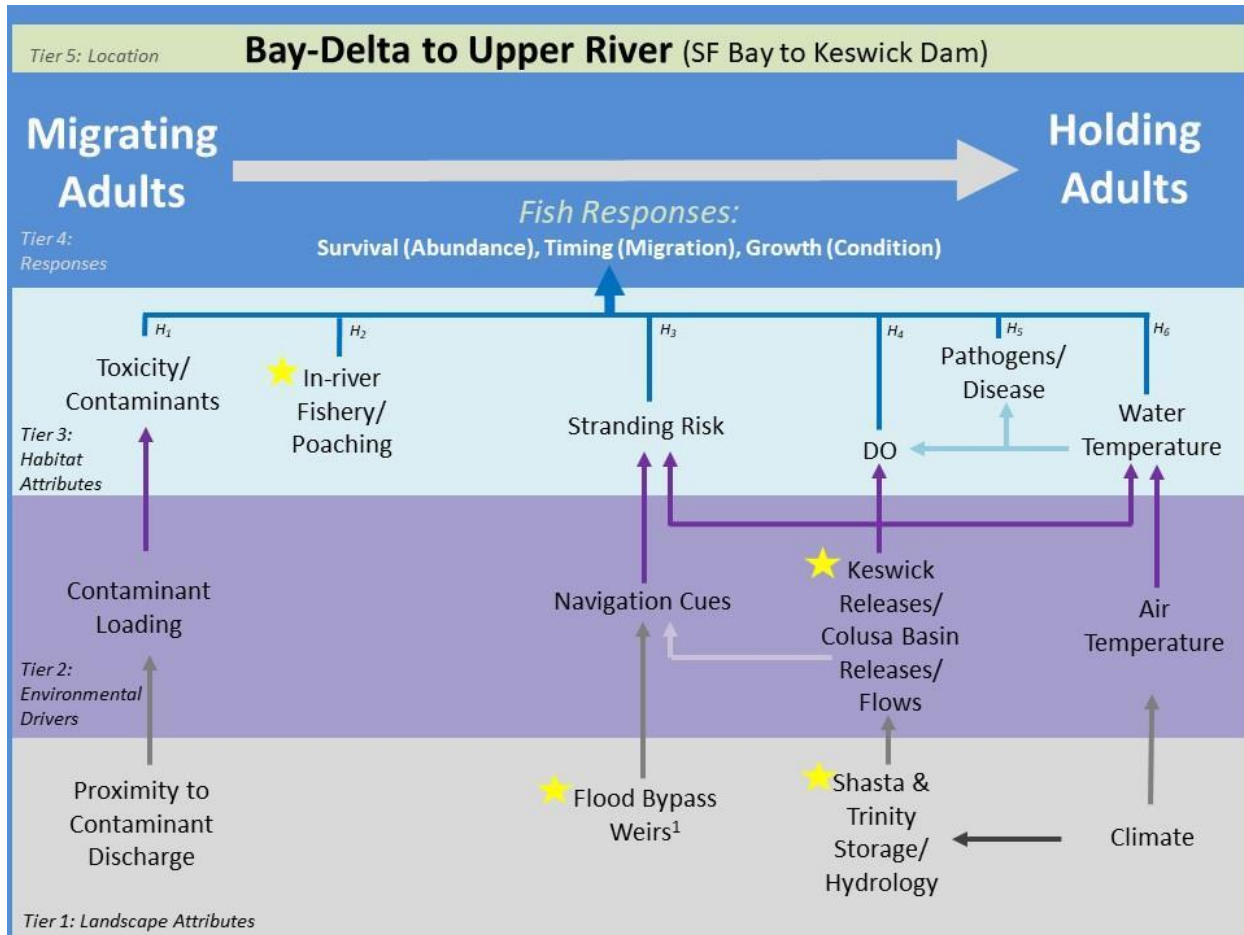 Tier 5: Location
Bay-Delta to Upper River (SF Bay to Keswick Dam)
Migrating
Adults
Holding
Adults
Fish Responses:
Tier 4:
Responses
Survival (Abundance), Timing (Migration), Growth (Condition)
H1
H2
H3
H4
H5
H6
Toxicity/
Contaminants
In-river
Fishery/
Poaching
Stranding Risk
DO
Pathogens/
Disease
Water
Temperature
Tier 3:
Habitat
Attributes
Contaminant
Loading
Navigation Cues
Keswick
Releases/
Colusa Basin
Releases/
Flows
Air
Temperature
Tier 2:
Environmental
Drivers
Proximity to
Contaminant
Discharge
Flood Bypass
Weirs1
Shasta &
Trinity
Storage/
Hydrology
Climate
Tier 1: Landscape Attributes